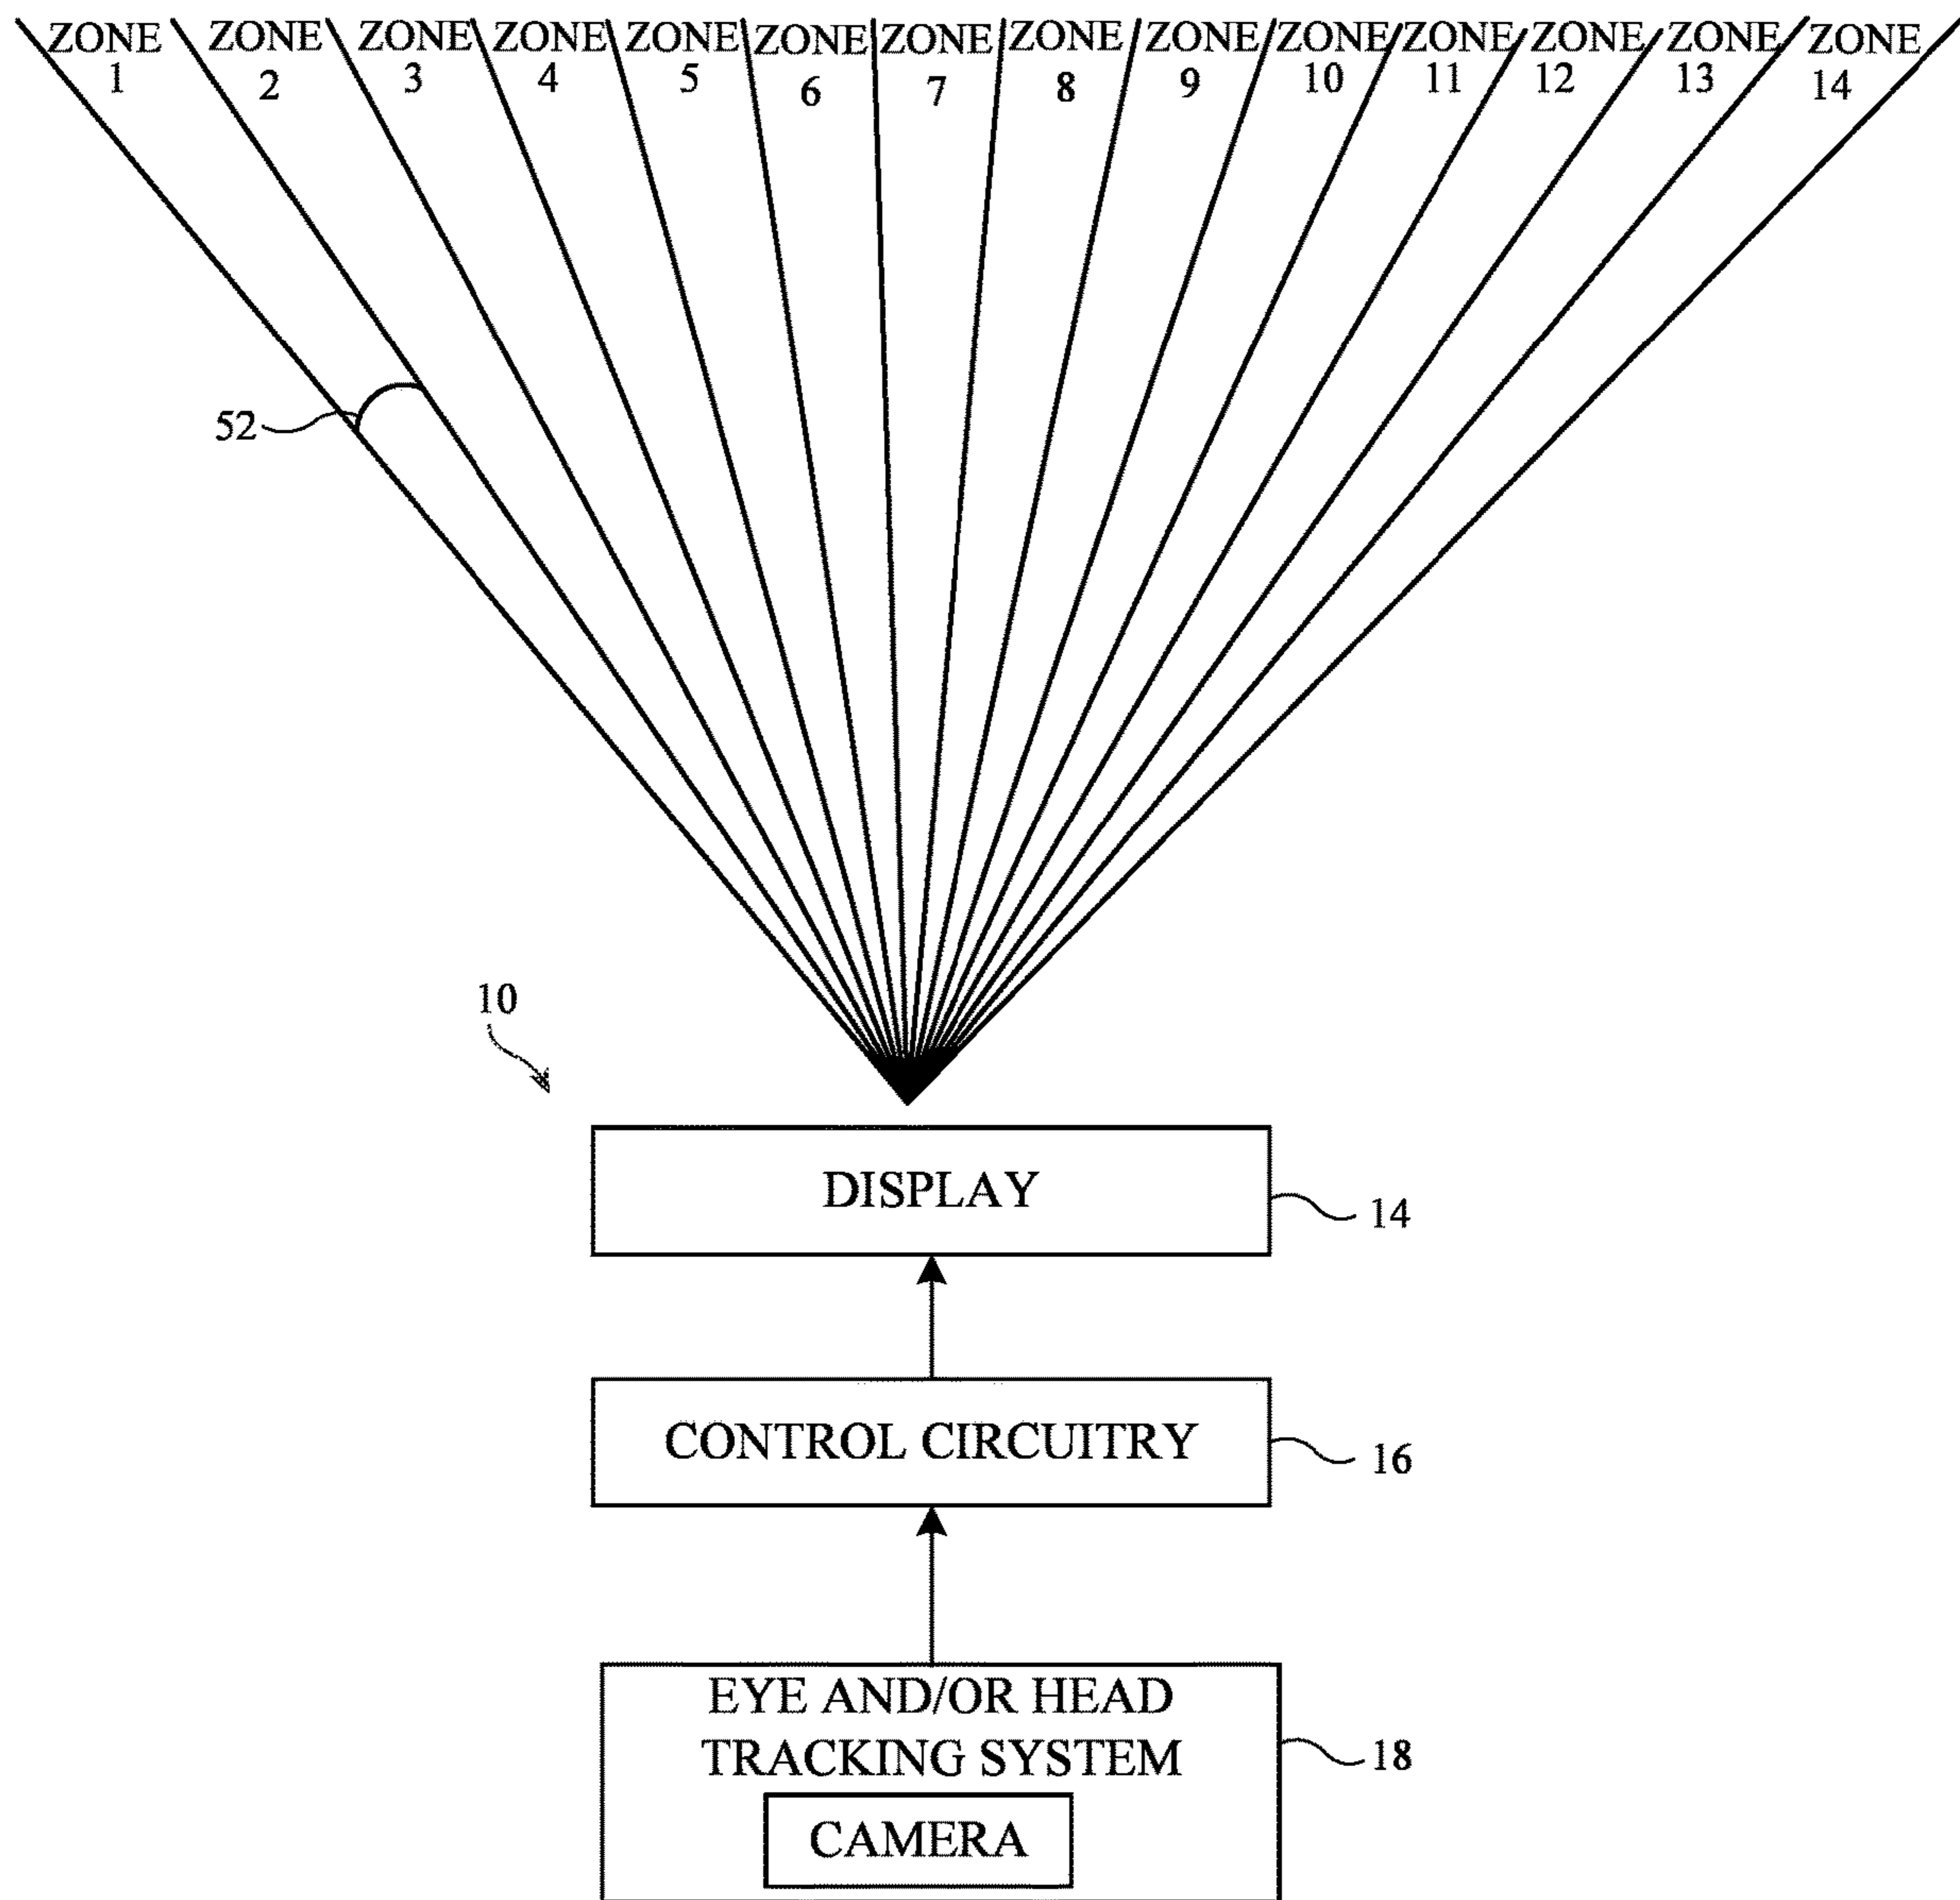 ZONE ZONE ZONE ZONE ZONE ZONE ZONE ZONE ZONE ZONE ZONE ZONE ZONE ZONE
1 2 3 4 5 6 7 8 9 10 11 12 13 14
52
10
DISPLAY
14
CONTROL CIRCUITRY
16
EYE AND/OR HEAD
TRACKING SYSTEM
18
CAMERA